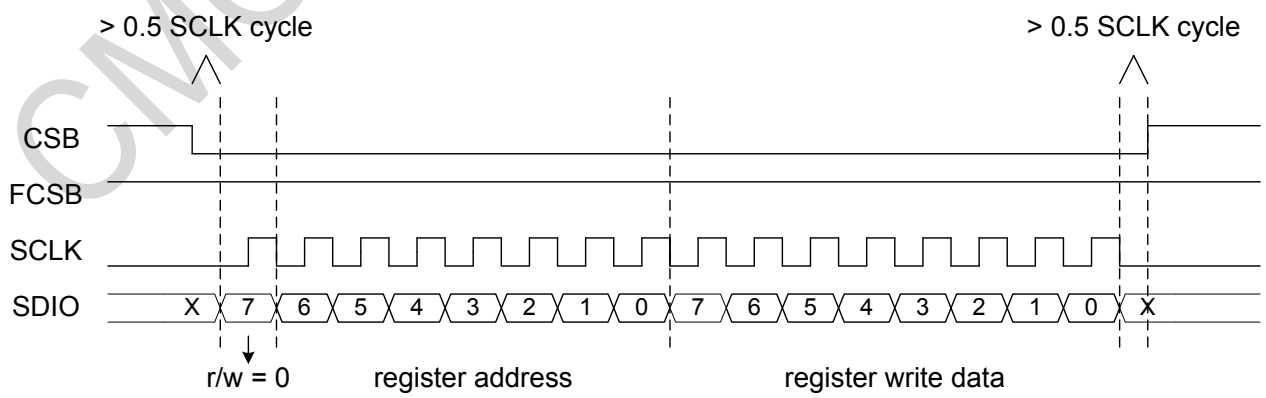 > 0.5 SCLK cycle > 0.5 SCLK cycle
CSB
FCSB
SCLK
SDIO X 7 6 5 4 3 2 1 0 7 6 5 4 3 2 1 0 X
r/w = 0 register address register write data